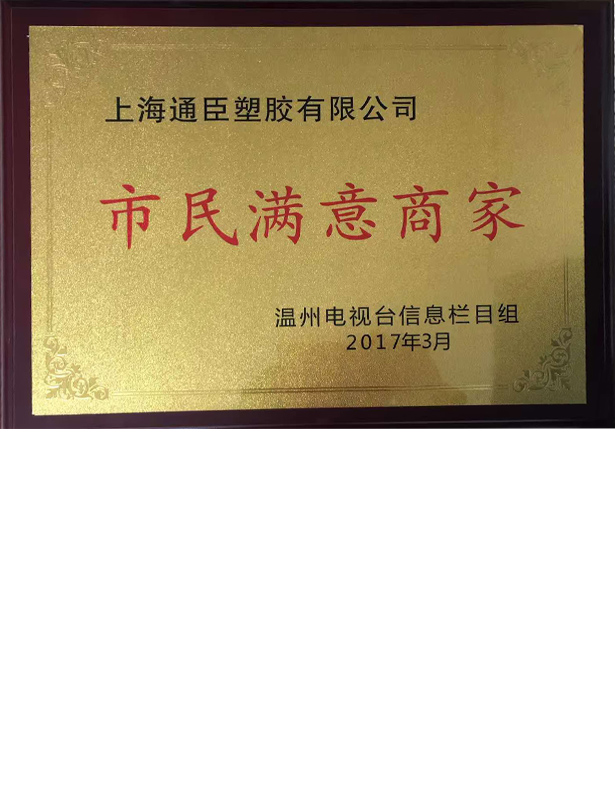 上海通臣塑胶有限公司
市民满意商家
温州电视台信息栏目组
2017年3月